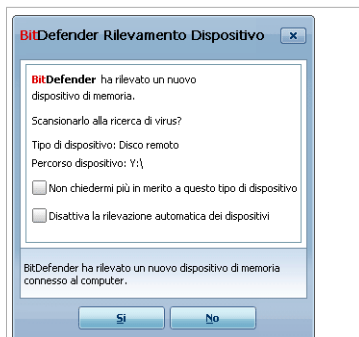 BitDefender Rilevamento Dispositivo
BitDefender ha rilevato un nuovo
dispositivo di memoria.
Scansionarlo alla ricerca di virus?
Tipo di dispositivo: Disco remoto
Percorso dispositivo: Y:\
Non chiedermi più in merito a questo tipo di dispositivo
Disattiva la rilevazione automatica dei dispositivi
BitDefender ha rilevato un nuovo dispositivo di memoria
connesso al computer.
Si
No